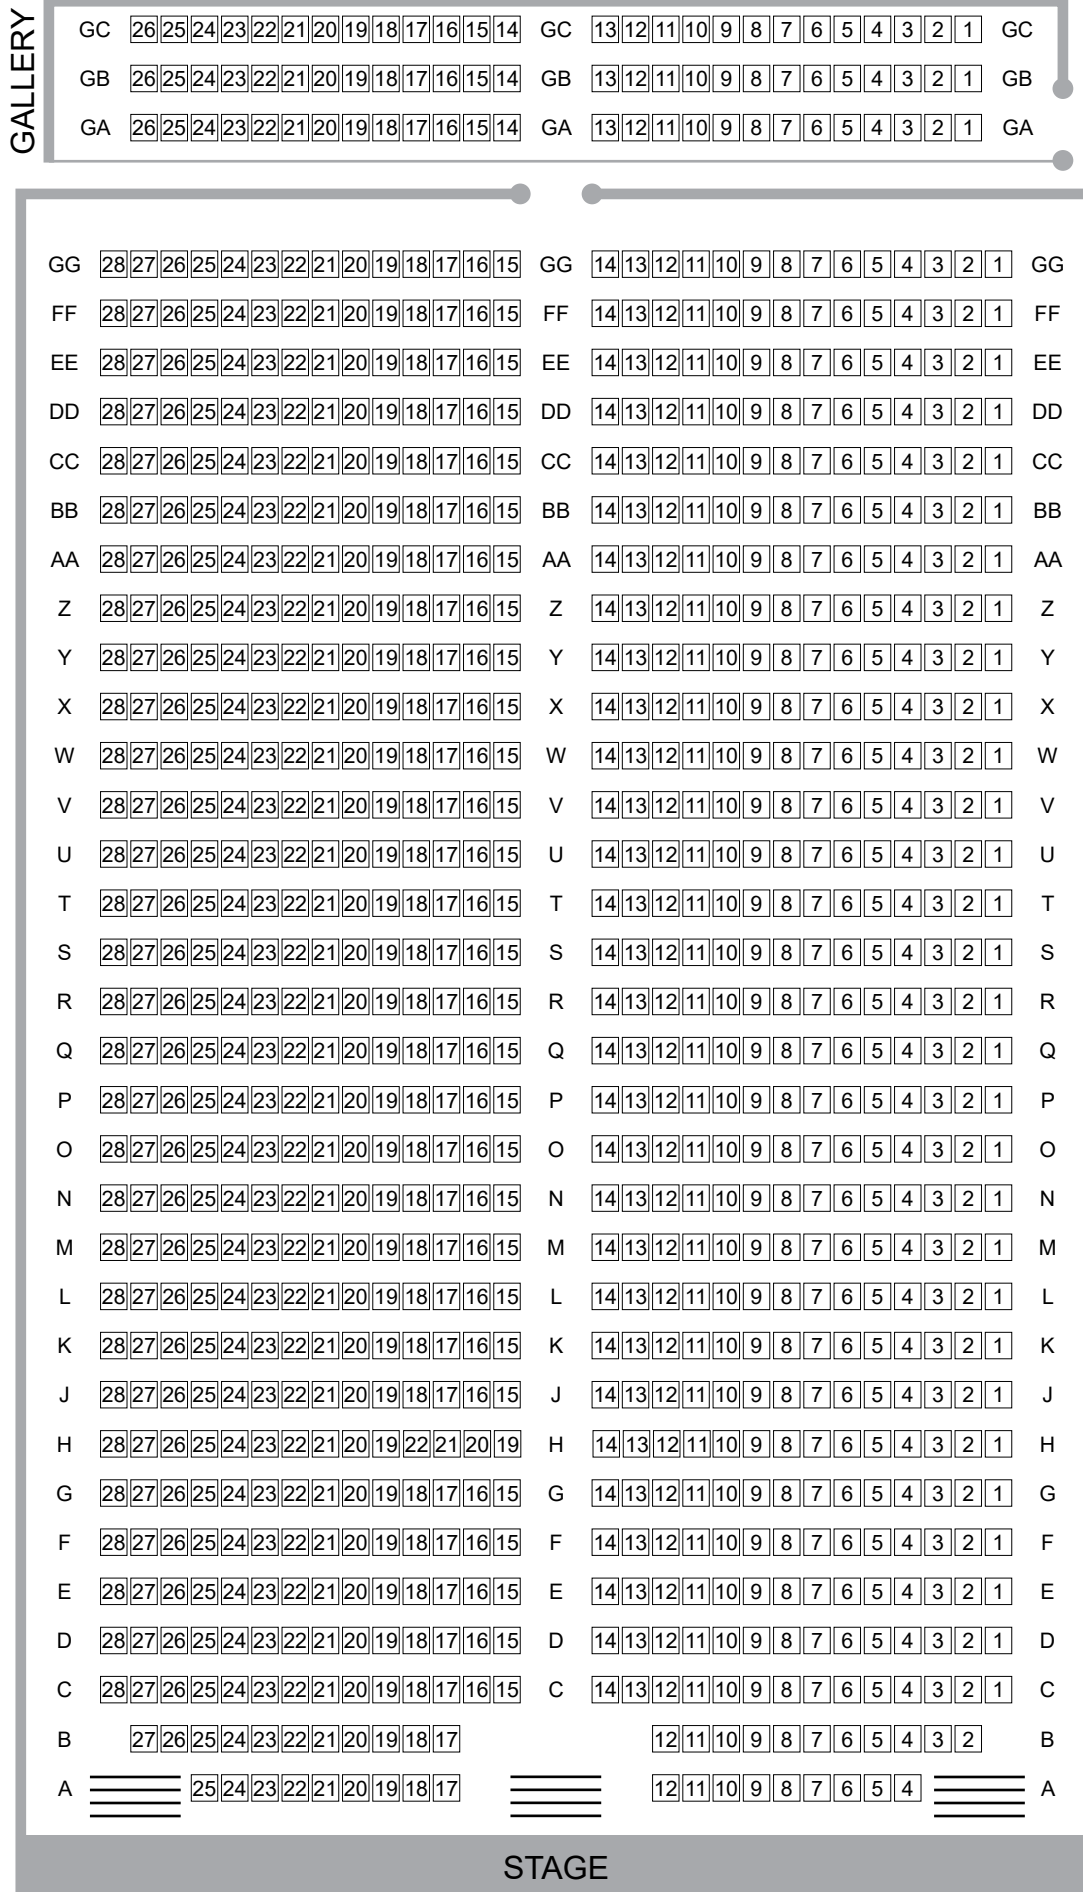 GALLERY
GC 26 25 24 23 22 21 20 19 18 17 16 15 14 GC 13 12 11 10 9 8 7 6 5 4 3 2 1 GC
GB 26 25 24 23 22 21 20 19 18 17 16 15 14 GB 13 12 11 10 9 8 7 6 5 4 3 2 1 GB
GA 26 25 24 23 22 21 20 19 18 17 16 15 14 GA 13 12 11 10 9 8 7 6 5 4 3 2 1 GA
GG 28 27 26 25 24 23 22 21 20 19 18 17 16 15 GG 14 13 12 11 10 9 8 7 6 5 4 3 2 1 GG
FF 28 27 26 25 24 23 22 21 20 19 18 17 16 15 FF 14 13 12 11 10 9 8 7 6 5 4 3 2 1 FF
EE 28 27 26 25 24 23 22 21 20 19 18 17 16 15 EE 14 13 12 11 10 9 8 7 6 5 4 3 2 1 EE
DD 28 27 26 25 24 23 22 21 20 19 18 17 16 15 DD 14 13 12 11 10 9 8 7 6 5 4 3 2 1 DD
CC 28 27 26 25 24 23 22 21 20 19 18 17 16 15 CC 14 13 12 11 10 9 8 7 6 5 4 3 2 1 CC
BB 28 27 26 25 24 23 22 21 20 19 18 17 16 15 BB 14 13 12 11 10 9 8 7 6 5 4 3 2 1 BB
AA 28 27 26 25 24 23 22 21 20 19 18 17 16 15 AA 14 13 12 11 10 9 8 7 6 5 4 3 2 1 AA
Z 28 27 26 25 24 23 22 21 20 19 18 17 16 15 Z 14 13 12 11 10 9 8 7 6 5 4 3 2 1 Z
Y 28 27 26 25 24 23 22 21 20 19 18 17 16 15 Y 14 13 12 11 10 9 8 7 6 5 4 3 2 1 Y
X 28 27 26 25 24 23 22 21 20 19 18 17 16 15 X 14 13 12 11 10 9 8 7 6 5 4 3 2 1 X
W 28 27 26 25 24 23 22 21 20 19 18 17 16 15 W 14 13 12 11 10 9 8 7 6 5 4 3 2 1 W
V 28 27 26 25 24 23 22 21 20 19 18 17 16 15 V 14 13 12 11 10 9 8 7 6 5 4 3 2 1 V
U 28 27 26 25 24 23 22 21 20 19 18 17 16 15 U 14 13 12 11 10 9 8 7 6 5 4 3 2 1 U
T 28 27 26 25 24 23 22 21 20 19 18 17 16 15 T 14 13 12 11 10 9 8 7 6 5 4 3 2 1 T
S 28 27 26 25 24 23 22 21 20 19 18 17 16 15 S 14 13 12 11 10 9 8 7 6 5 4 3 2 1 S
R 28 27 26 25 24 23 22 21 20 19 18 17 16 15 R 14 13 12 11 10 9 8 7 6 5 4 3 2 1 R
Q 28 27 26 25 24 23 22 21 20 19 18 17 16 15 Q 14 13 12 11 10 9 8 7 6 5 4 3 2 1 Q
P 28 27 26 25 24 23 22 21 20 19 18 17 16 15 P 14 13 12 11 10 9 8 7 6 5 4 3 2 1 P
O 28 27 26 25 24 23 22 21 20 19 18 17 16 15 O 14 13 12 11 10 9 8 7 6 5 4 3 2 1 O
N 28 27 26 25 24 23 22 21 20 19 18 17 16 15 N 14 13 12 11 10 9 8 7 6 5 4 3 2 1 N
M 28 27 26 25 24 23 22 21 20 19 18 17 16 15 M 14 13 12 11 10 9 8 7 6 5 4 3 2 1 M
L 28 27 26 25 24 23 22 21 20 19 18 17 16 15 L 14 13 12 11 10 9 8 7 6 5 4 3 2 1 L
K 28 27 26 25 24 23 22 21 20 19 18 17 16 15 K 14 13 12 11 10 9 8 7 6 5 4 3 2 1 K
J 28 27 26 25 24 23 22 21 20 19 18 17 16 15 J 14 13 12 11 10 9 8 7 6 5 4 3 2 1 J
H 28 27 26 25 24 23 22 21 20 19 22 21 20 19 H 14 13 12 11 10 9 8 7 6 5 4 3 2 1 H
G 28 27 26 25 24 23 22 21 20 19 18 17 16 15 G 14 13 12 11 10 9 8 7 6 5 4 3 2 1 G
F 28 27 26 25 24 23 22 21 20 19 18 17 16 15 F 14 13 12 11 10 9 8 7 6 5 4 3 2 1 F
E 28 27 26 25 24 23 22 21 20 19 18 17 16 15 E 14 13 12 11 10 9 8 7 6 5 4 3 2 1 E
D 28 27 26 25 24 23 22 21 20 19 18 17 16 15 D 14 13 12 11 10 9 8 7 6 5 4 3 2 1 D
C 28 27 26 25 24 23 22 21 20 19 18 17 16 15 C 14 13 12 11 10 9 8 7 6 5 4 3 2 1 C
B 27 26 25 24 23 22 21 20 19 18 17 12 11 10 9 8 7 6 5 4 3 2 B
A 25 24 23 22 21 20 19 18 17 12 11 10 9 8 7 6 5 4 A
STAGE